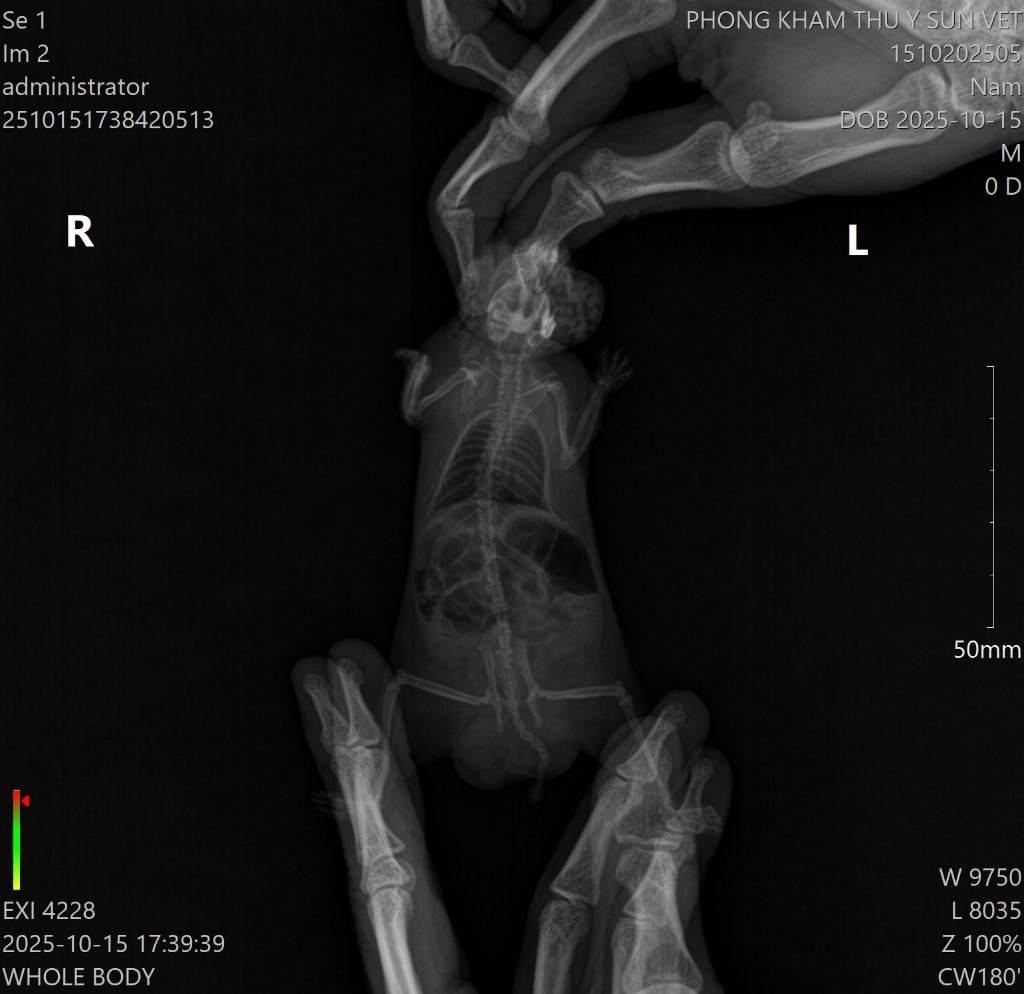 Se 1
Im 2
administrator
2510151738420513
PHONG KHAM THU Y SUN VET
1510202505
Nam
DOB 2025-10-15
M
0 D
R
L
50mm
EXI 4228
2025-10-15 17:39:39
WHOLE BODY
W 9750
L 8035
Z 100%
CW180'